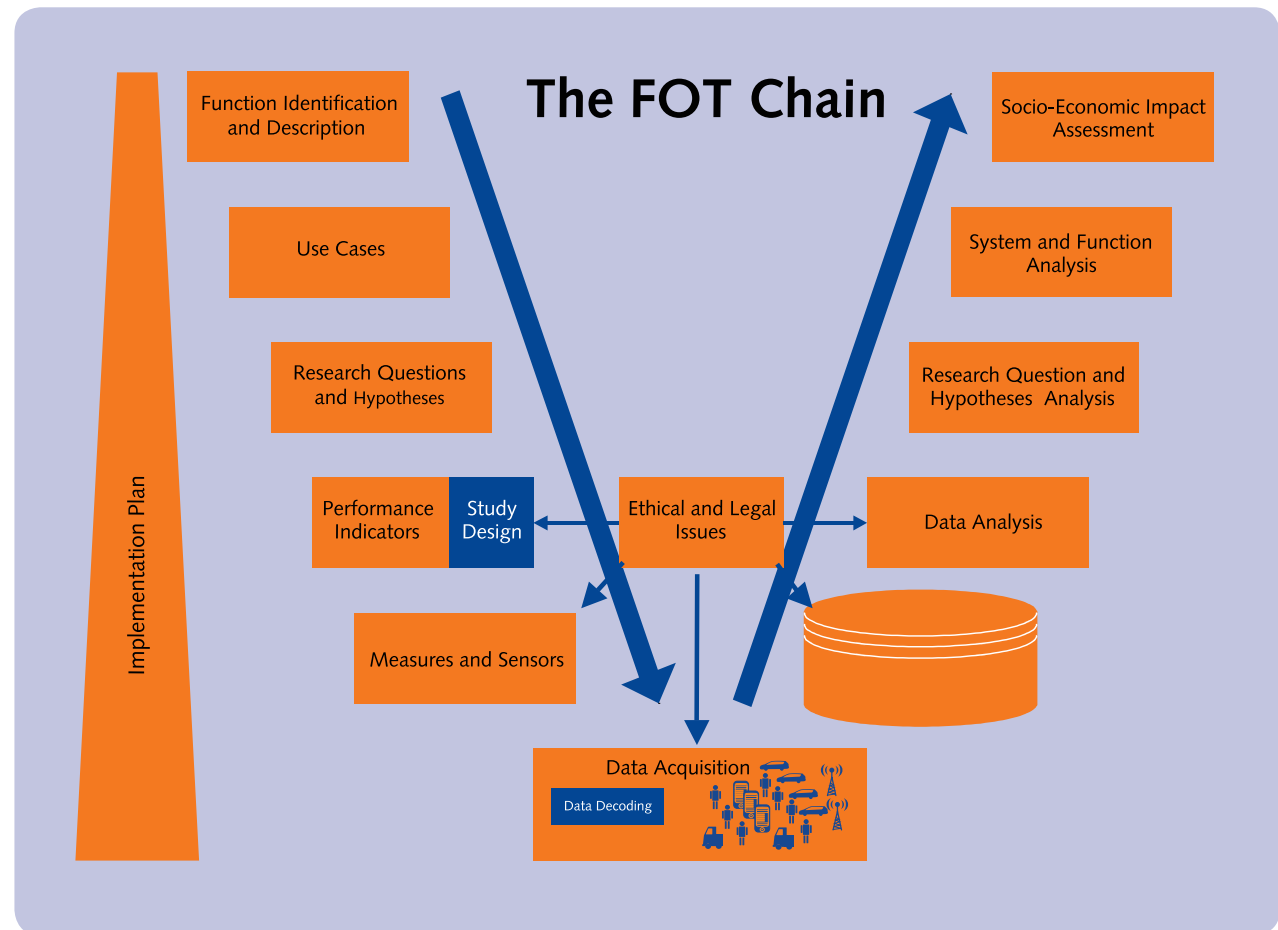 The FOT Chain
Function Identification
and Description
Use Cases
Research Questions
and Hypotheses
Performance
Indicators
Study
Design
Measures and Sensors
Implementation Plan
Ethical and Legal
Issues
Data Acquisition
Data Decoding
Socio-Economic Impact
Assessment
System and Function
Analysis
Research Question and
Hypotheses Analysis
Data Analysis